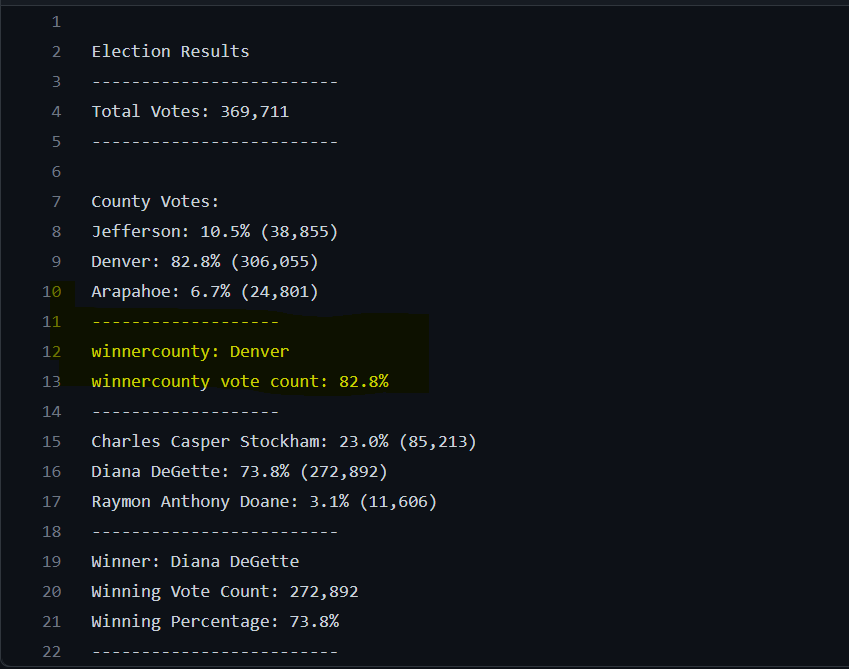 1
2 Election Results
3 -------------------------
4 Total Votes: 369,711
5 -------------------------
6
7 County Votes:
8 Jefferson: 10.5% (38,855)
9 Denver: 82.8% (306,055)
10 Arapahoe: 6.7% (24,801)
11 -------------------
12 winnercounty: Denver
13 winnercounty vote count: 82.8%
14 -------------------
15 Charles Casper Stockham: 23.0% (85,213)
16 Diana DeGette: 73.8% (272,892)
17 Raymon Anthony Doane: 3.1% (11,606)
18 -------------------------
19 Winner: Diana DeGette
20 Winning Vote Count: 272,892
21 Winning Percentage: 73.8%
22 -------------------------